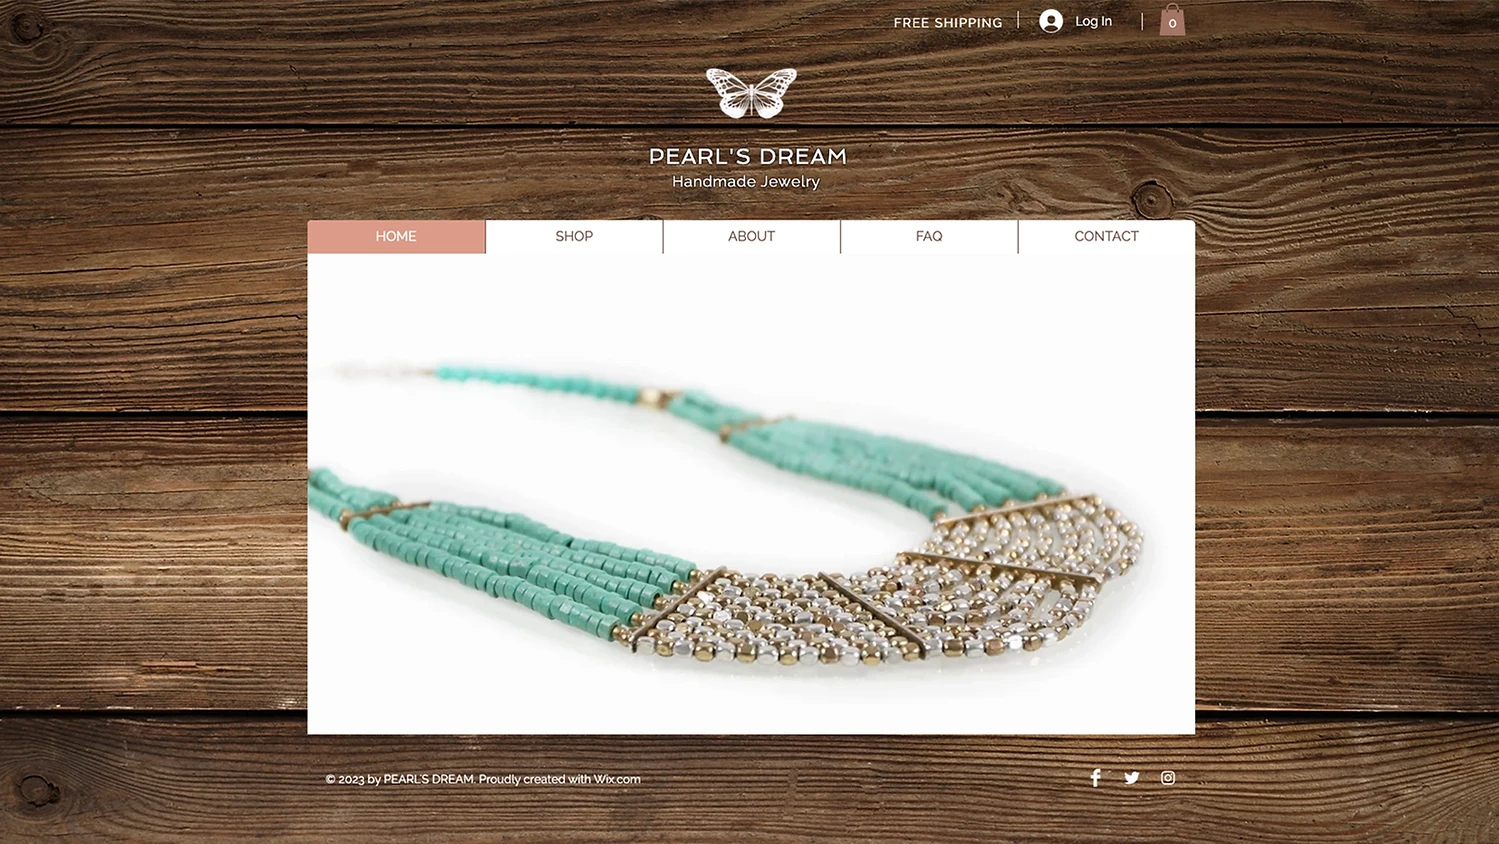 FREE SHIPPING
Log In
0
PEARL'S DREAM
Handmade Jewelry
HOME
SHOP
ABOUT
FAQ
CONTACT
© 2023 by PEARL'S DREAM. Proudly created with Wix.com